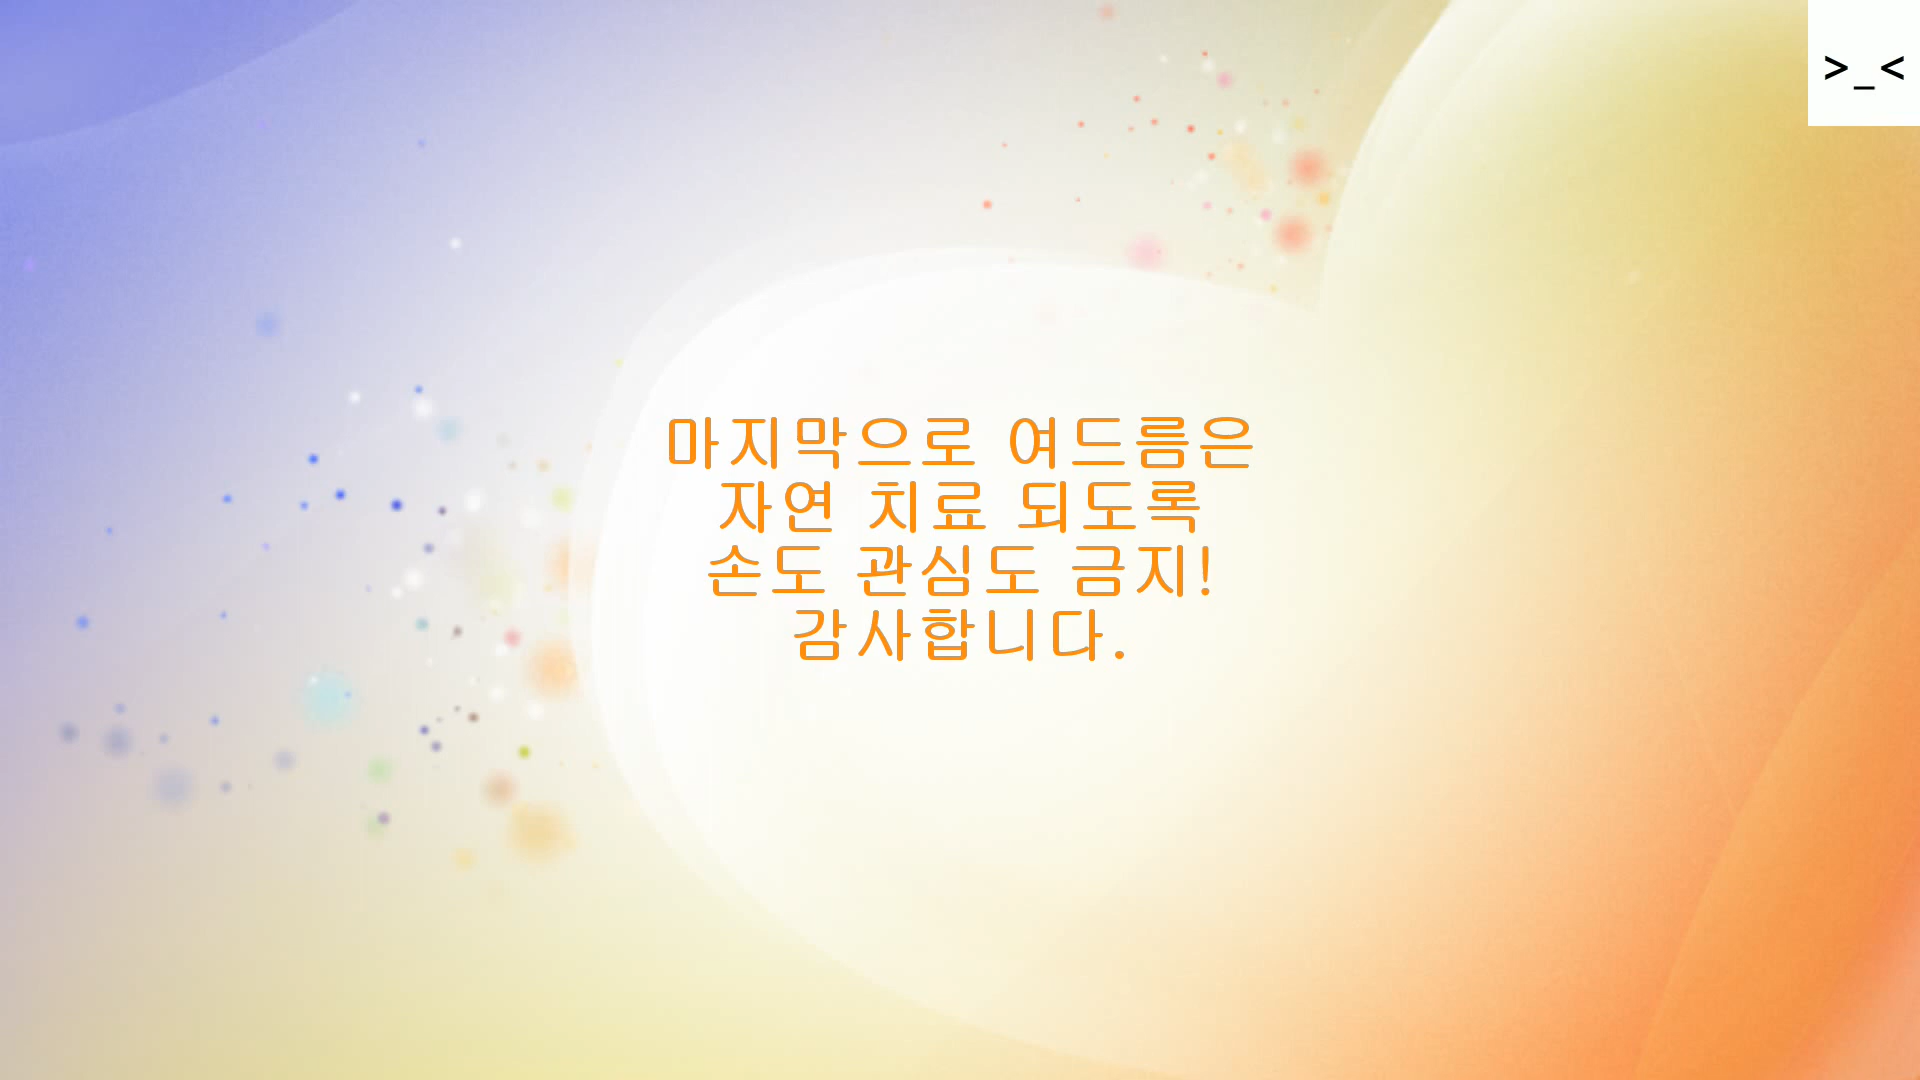 >_<
마지막으로 여드름은
자연 치료 되도록
손도 관심도 금지!
감사합니다.